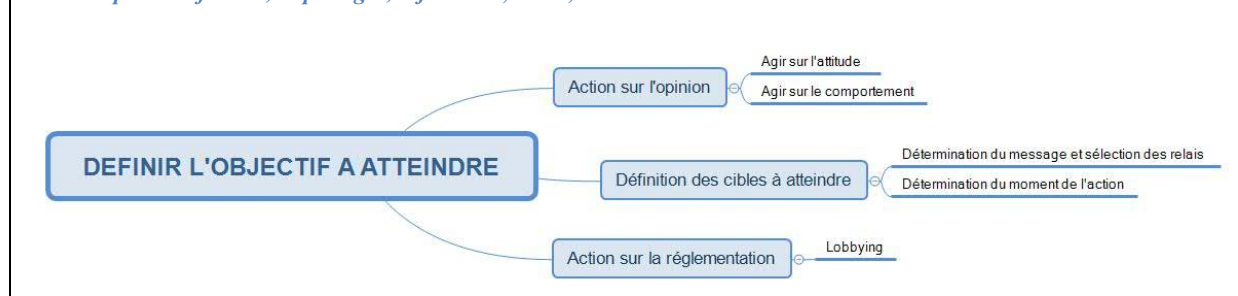 Agir sur l'attitude
Action sur l'opinion
Agir sur le comportement
DEFINIR L'OBJECTIF A ATTEINDRE
Détermination du message et sélection des relais
Définition des cibles à atteindre
Détermination du moment de l'action
Action sur la réglementation
Lobbying